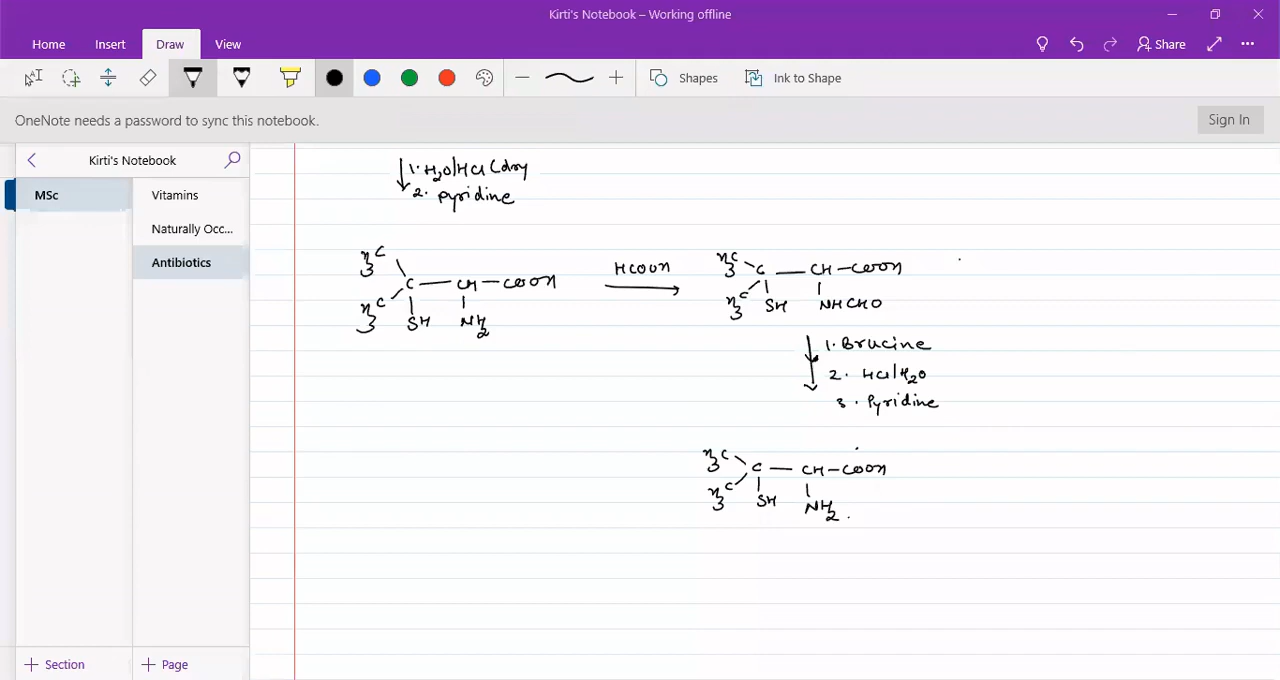 Kirti's Notebook – Working offline
Home Insert Draw View
Share
Shapes Ink to Shape
OneNote needs a password to sync this notebook.
Sign In
Kirti's Notebook
MSc
Vitamins
Naturally Occ...
Antibiotics
1. H2O/HCl (dry
2. Pyridine
H3C
C — CH — COOH
H3C
SH NH2
HCOOH
H3C
C — CH — COOH
H3C
SH NHCHO
1. Brucine
2. HCl/H2O
3. Pyridine
H3C
C — CH — COOH
H3C
SH NH2
+ Section
+ Page